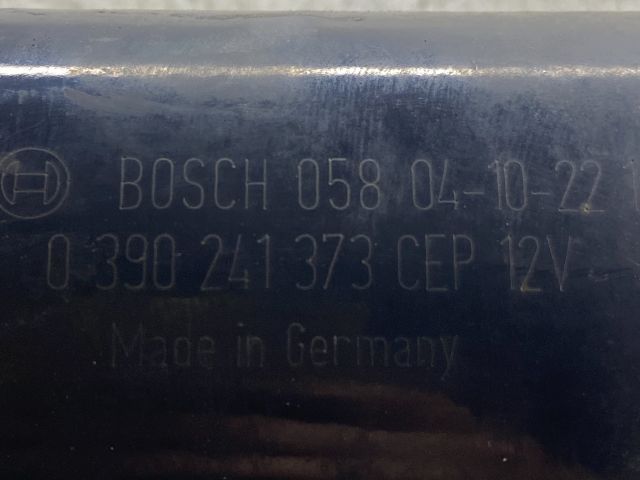 BOSCH 058 04-10-22
0 390 241 373 CEP 12V
Made in Germany